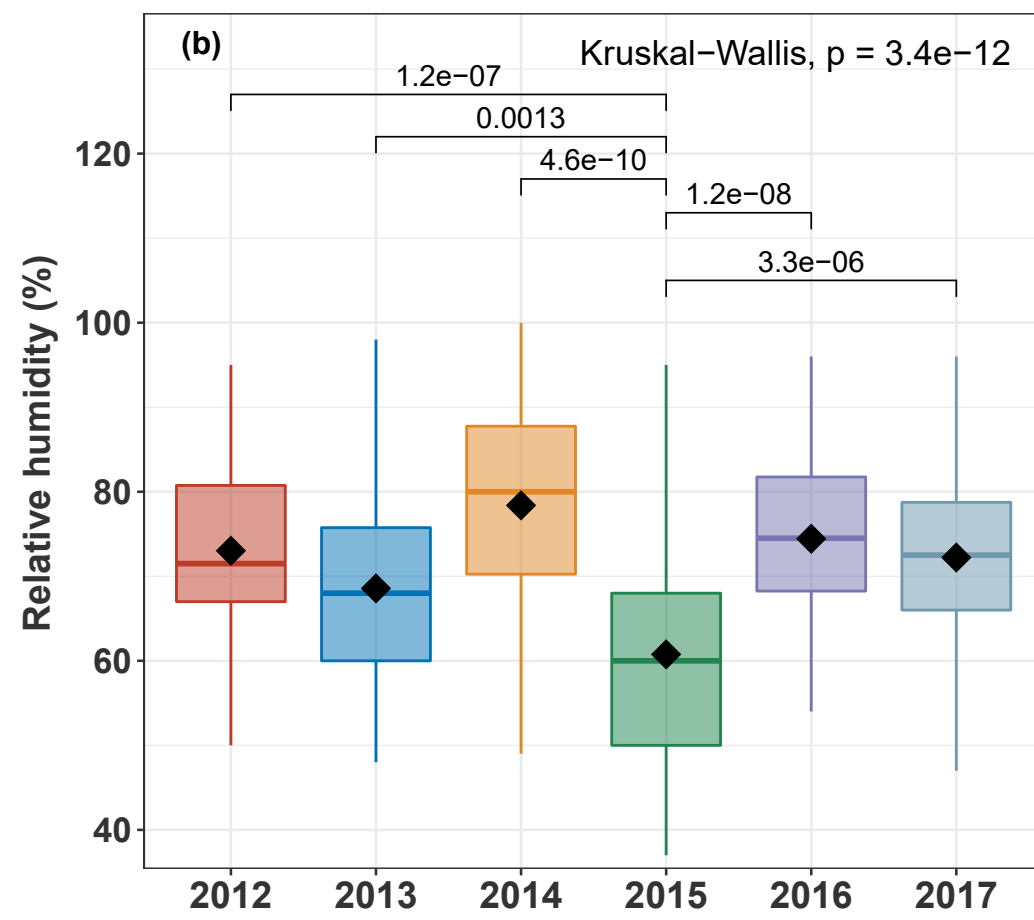 (b)
Kruskal−Wallis, p = 3.4e−12
1.2e−07
0.0013
4.6e−10
1.2e−08
3.3e−06
Relative humidity (%)
120
100
80
60
40
2012 2013 2014 2015 2016 2017